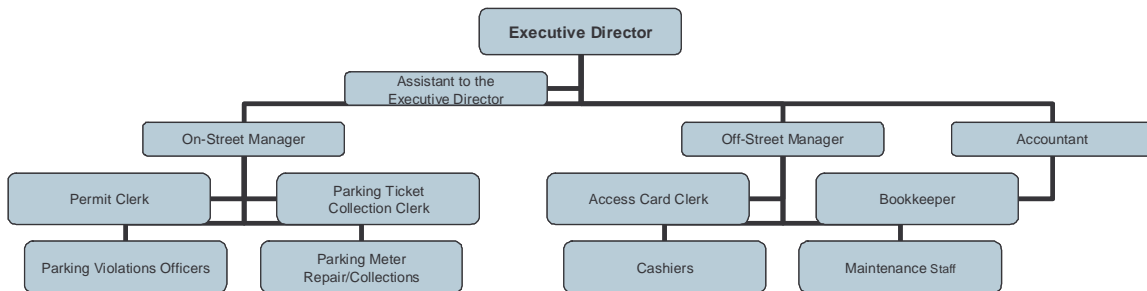 Executive Director
Assistant to the
Executive Director
On-Street Manager
Off-Street Manager
Accountant
Permit Clerk
Parking Ticket
Collection Clerk
Access Card Clerk
Bookkeeper
Parking Violations Officers
Parking Meter
Repair/Collections
Cashiers
Maintenance Staff